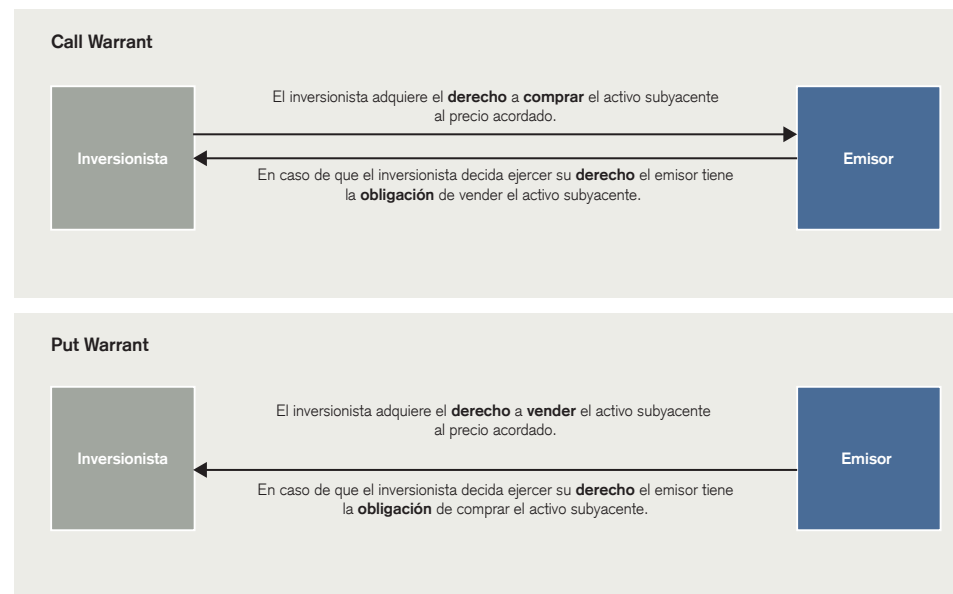 Call Warrant
El inversionista adquiere el derecho a comprar el activo subyacente
al precio acordado.
Inversionista
Emisor
En caso de que el inversionista decida ejercer su derecho el emisor tiene
la obligación de vender el activo subyacente.
Put Warrant
El inversionista adquiere el derecho a vender el activo subyacente
al precio acordado.
Inversionista
Emisor
En caso de que el inversionista decida ejercer su derecho el emisor tiene
la obligación de comprar el activo subyacente.